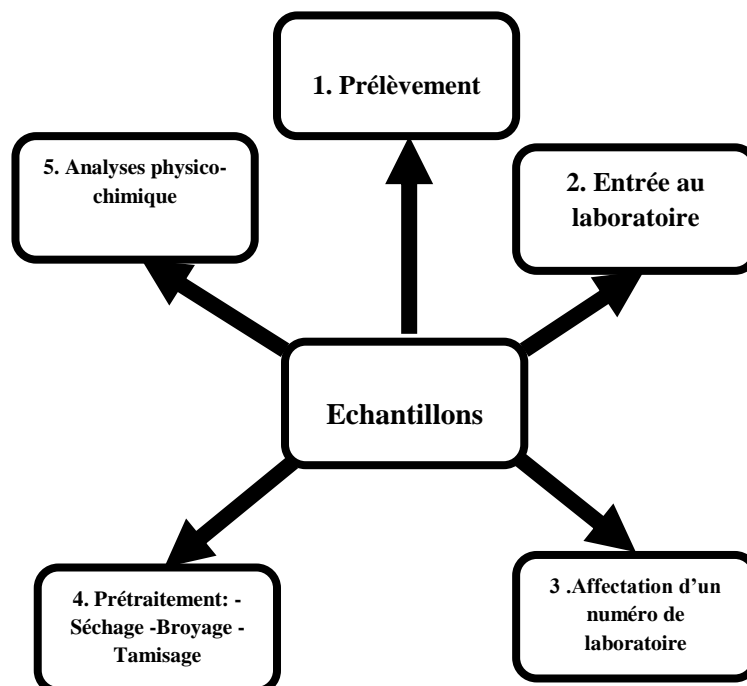 1. Prélèvement
5. Analyses physico-
chimique
2. Entrée au
laboratoire
Echantillons
4. Prétraitement: -
Séchage -Broyage -
Tamisage
3 .Affectation d’un
numéro de
laboratoire